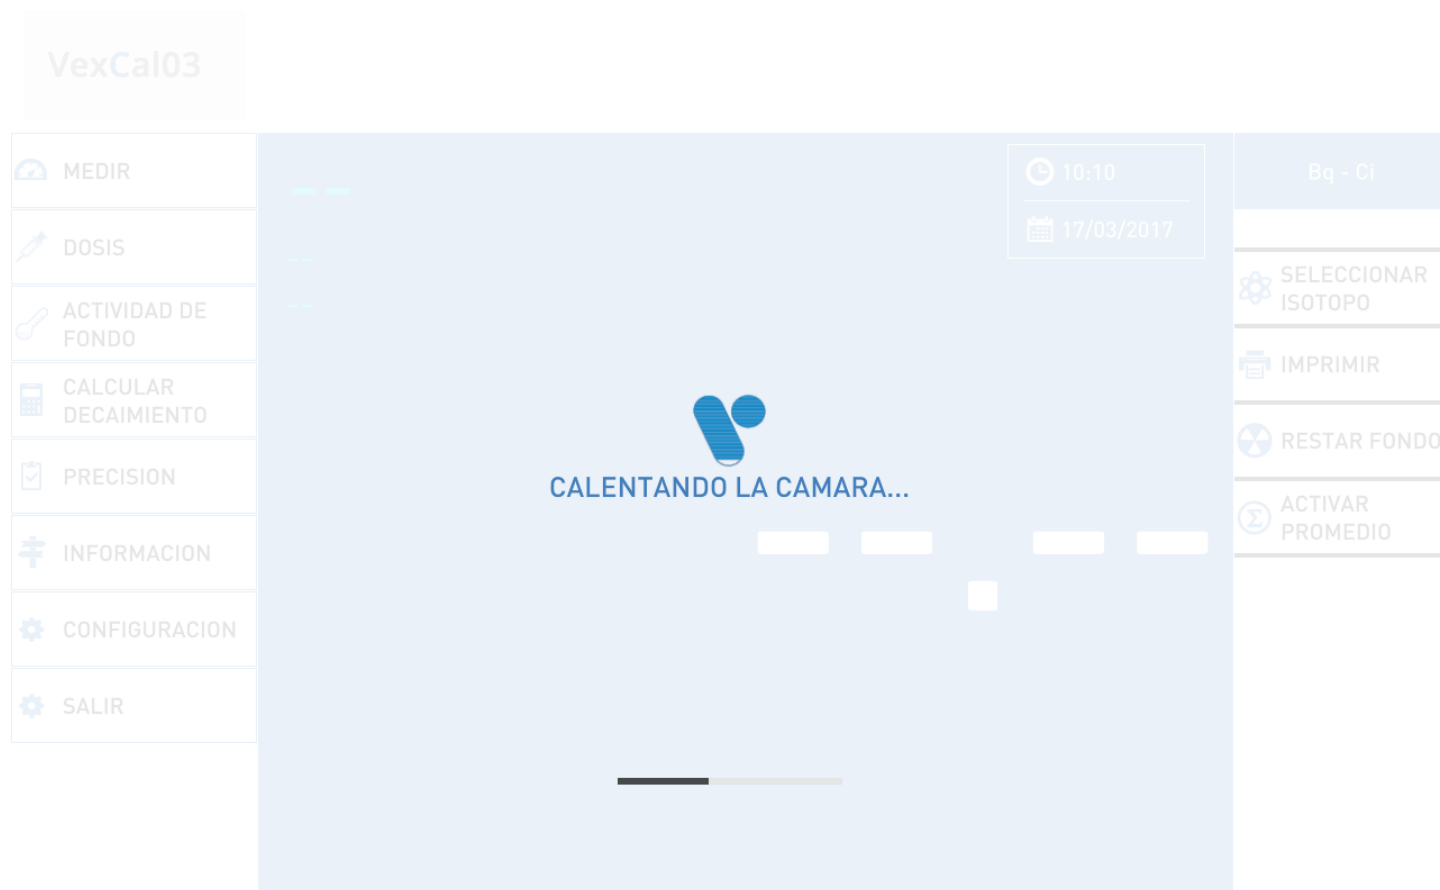 VexCal03
MEDIR
DOSIS
ACTIVIDAD DE
FONDO
CALCULAR
DECAIMIENTO
PRECISION
INFORMACION
CONFIGURACION
SALIR
-- 
--
--
10:10
17/03/2017
CALENTANDO LA CAMARA...
Bq - Ci
SELECCIONAR
ISOTOPO
IMPRIMIR
RESTAR FONDO
Σ
ACTIVAR
PROMEDIO